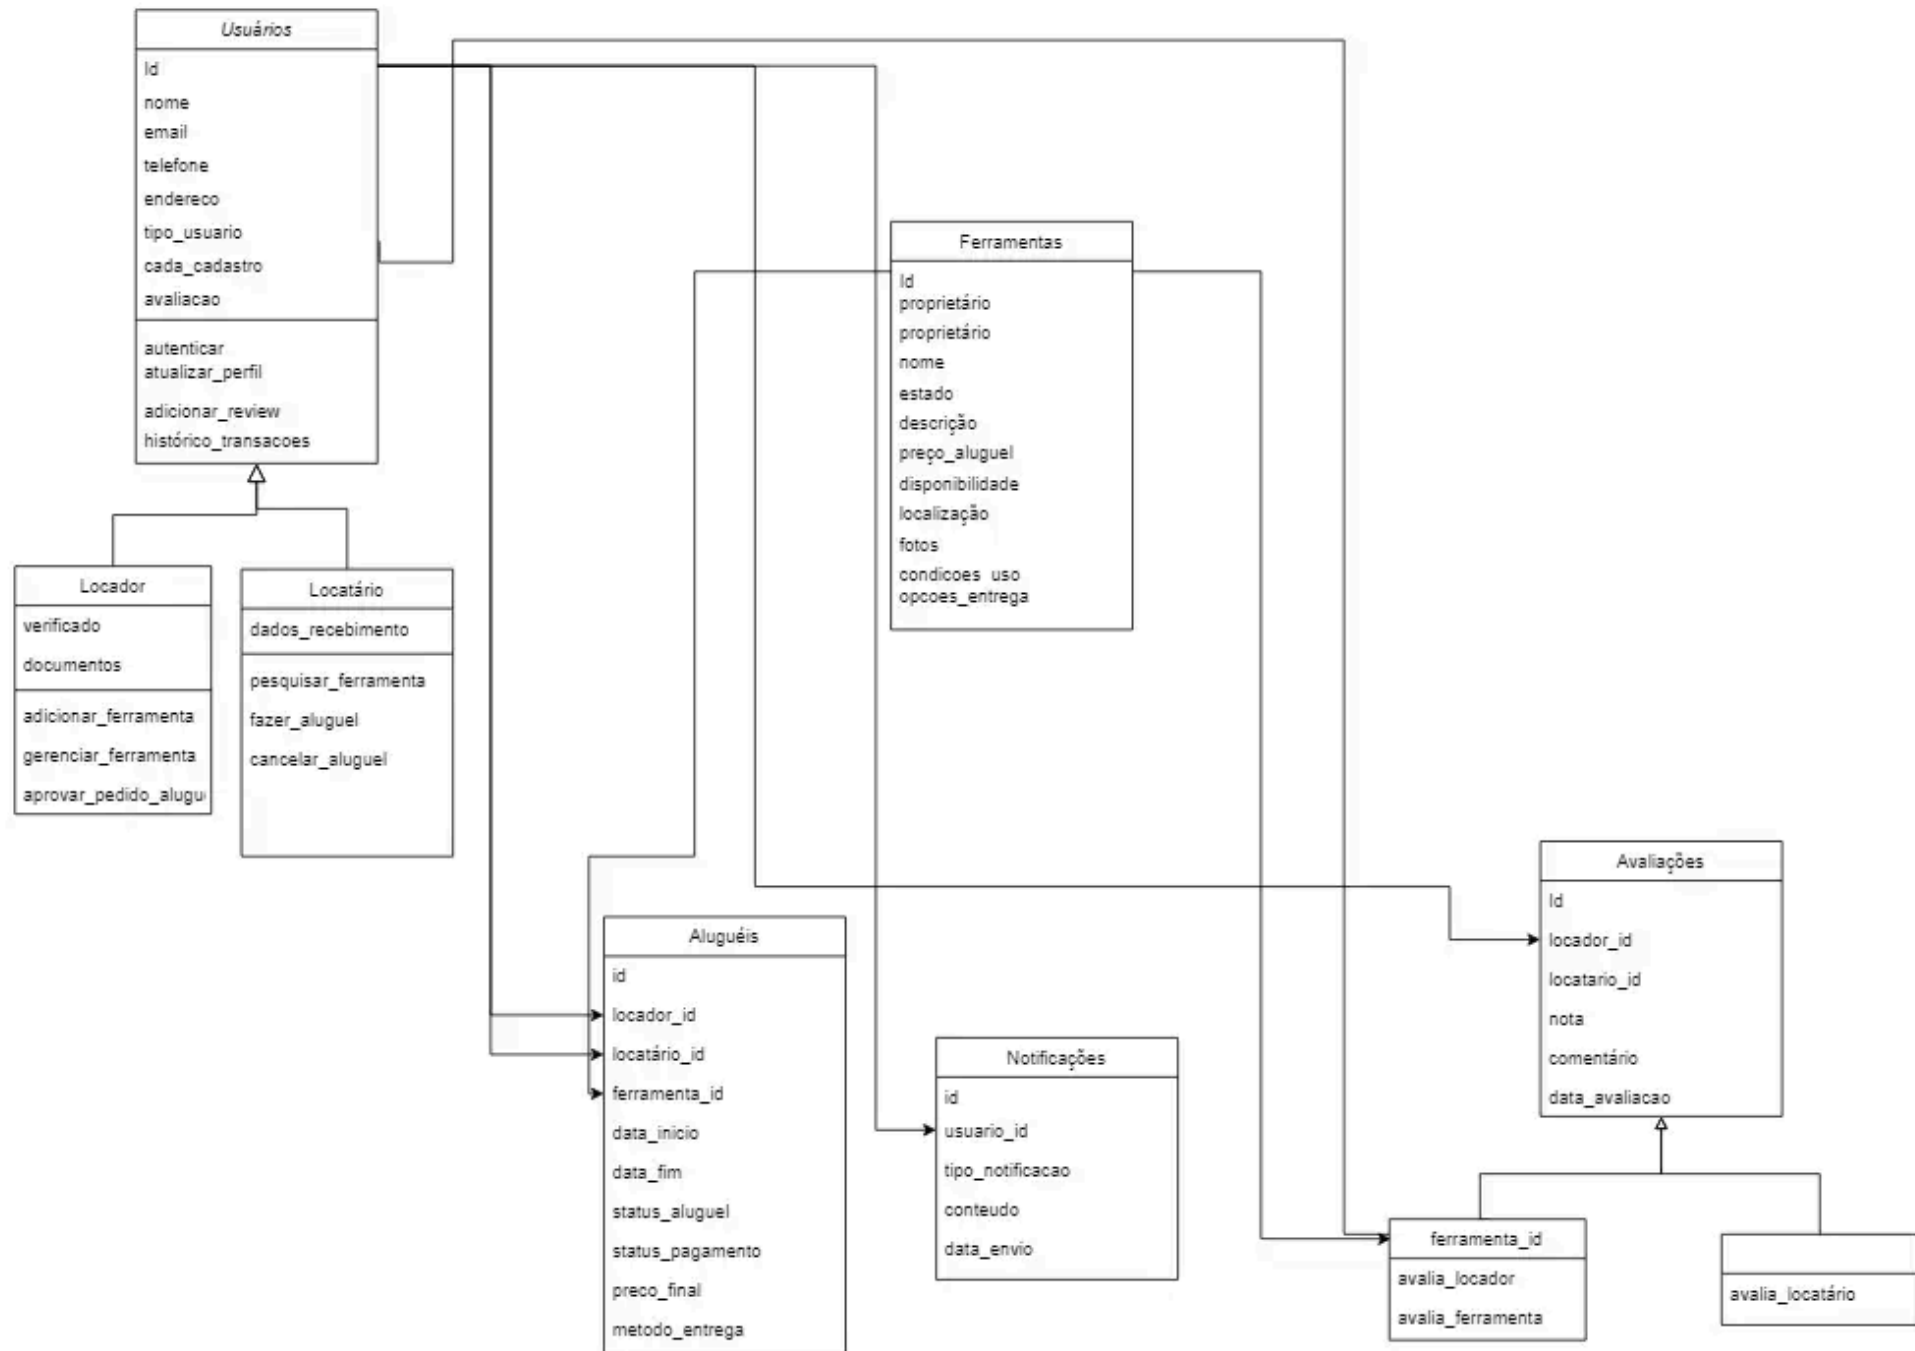 Usuários
Id
nome
email
telefone
endereco
tipo_usuario
cada_cadastro
avaliacao
autenticar
atualizar_perfil
adicionar_review
histórico_transacoes
Locador
verificado
documentos
adicionar_ferramenta
gerenciar_ferramenta
aprovar_pedido_alugu
Locatário
dados_recebimento
pesquisar_ferramenta
fazer_aluguel
cancelar_aluguel
Ferramentas
Id
proprietário
proprietário
nome
estado
descrição
preço_aluguel
disponibilidade
localização
fotos
condicoes_uso
opcoes_entrega
Aluguéis
id
locador_id
locatário_id
ferramenta_id
data_inicio
data_fim
status_aluguel
status_pagamento
preco_final
metodo_entrega
Notificações
id
usuario_id
tipo_notificacao
conteudo
data_envio
Avaliações
Id
locador_id
locatario_id
nota
comentário
data_avaliacao
ferramenta_id
avalia_locador
avalia_ferramenta
avalia_locatário